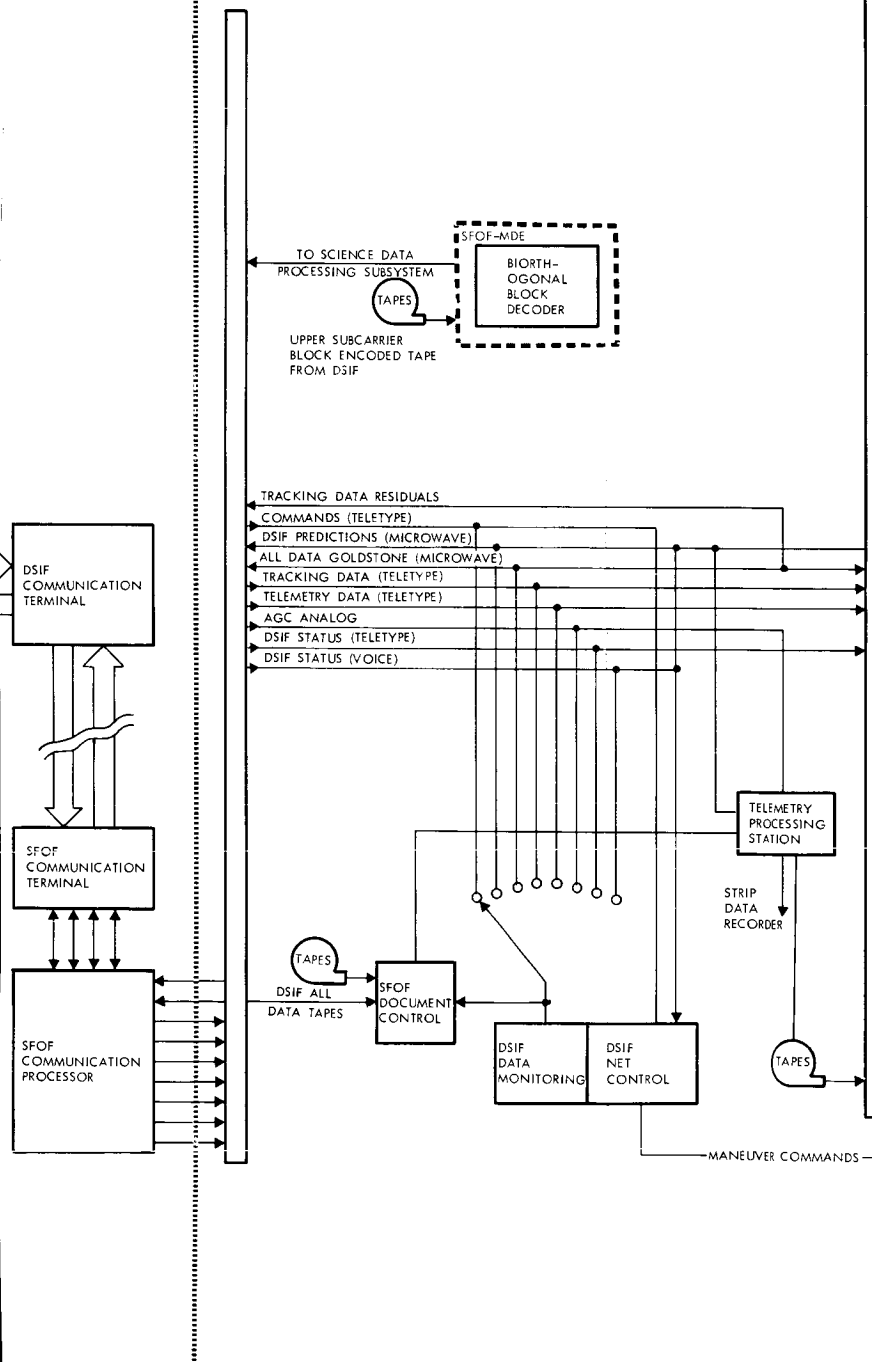 SFOF-MDE
BIORTH-
OGONAL
BLOCK
DECODER
TO SCIENCE DATA
PROCESSING SUBSYSTEM
TAPES
UPPER SUBCARRIER
BLOCK ENCODED TAPE
FROM DSIF
TRACKING DATA RESIDUALS
COMMANDS (TELETYPE)
DSIF PREDICTIONS (MICROWAVE)
ALL DATA GOLDSTONE (MICROWAVE)
TRACKING DATA (TELETYPE)
TELEMETRY DATA (TELETYPE)
AGC ANALOG
DSIF STATUS (TELETYPE)
DSIF STATUS (VOICE)
DSIF
COMMUNICATION
TERMINAL
SFOF
COMMUNICATION
TERMINAL
TELEMETRY
PROCESSING
STATION
STRIP
DATA
RECORDER
TAPES
DSIF ALL
DATA TAPES
SFOF
DOCUMENT
CONTROL
SFOF
COMMUNICATION
PROCESSOR
DSIF
DATA
MONITORING
DSIF
NET
CONTROL
TAPES
MANEUVER COMMANDS